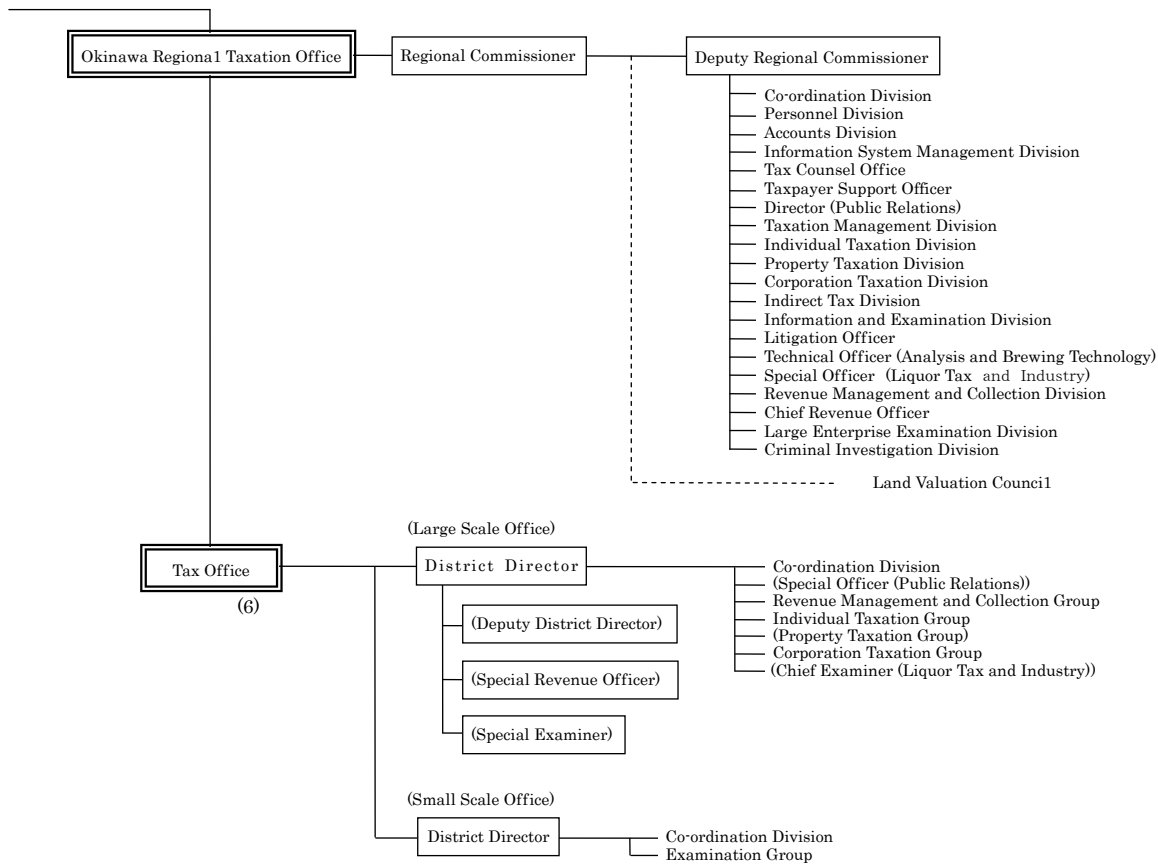 Okinawa Regiona1 Taxation Office
Regional Commissioner
Deputy Regional Commissioner
Co-ordination Division
Personnel Division
Accounts Division
Information System Management Division
Tax Counsel Office
Taxpayer Support Officer
Director (Public Relations)
Taxation Management Division
Individual Taxation Division
Property Taxation Division
Corporation Taxation Division
Indirect Tax Division
Information and Examination Division
Litigation Officer
Technical Officer (Analysis and Brewing Technology)
Special Officer (Liquor Tax and Industry)
Revenue Management and Collection Division
Chief Revenue Officer
Large Enterprise Examination Division
Criminal Investigation Division
Land Valuation Counci1
Tax Office
(6)
(Large Scale Office)
District Director
(Deputy District Director)
(Special Revenue Officer)
(Special Examiner)
Co-ordination Division
(Special Officer (Public Relations))
Revenue Management and Collection Group
Individual Taxation Group
(Property Taxation Group)
Corporation Taxation Group
(Chief Examiner (Liquor Tax and Industry))
(Small Scale Office)
District Director
Co-ordination Division
Examination Group